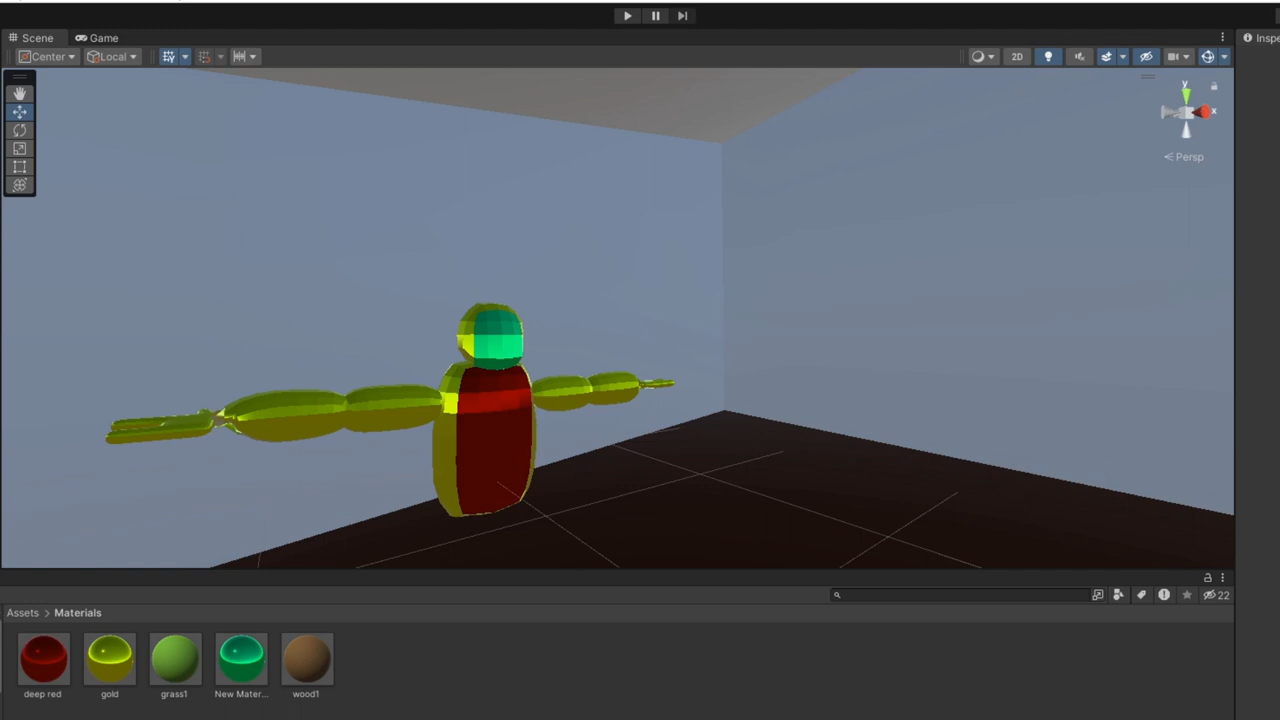 Scene Game
Inspe
Center Local 2D
y
x
Persp
22
Assets > Materials
deep red gold grass1 New Mater... wood1